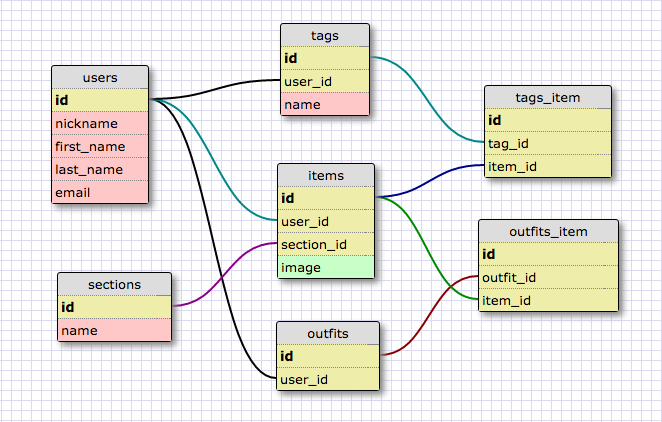 users
id
nickname
first_name
last_name
email
sections
id
name
tags
id
user_id
name
items
id
user_id
section_id
image
outfits
id
user_id
tags_item
id
tag_id
item_id
outfits_item
id
outfit_id
item_id